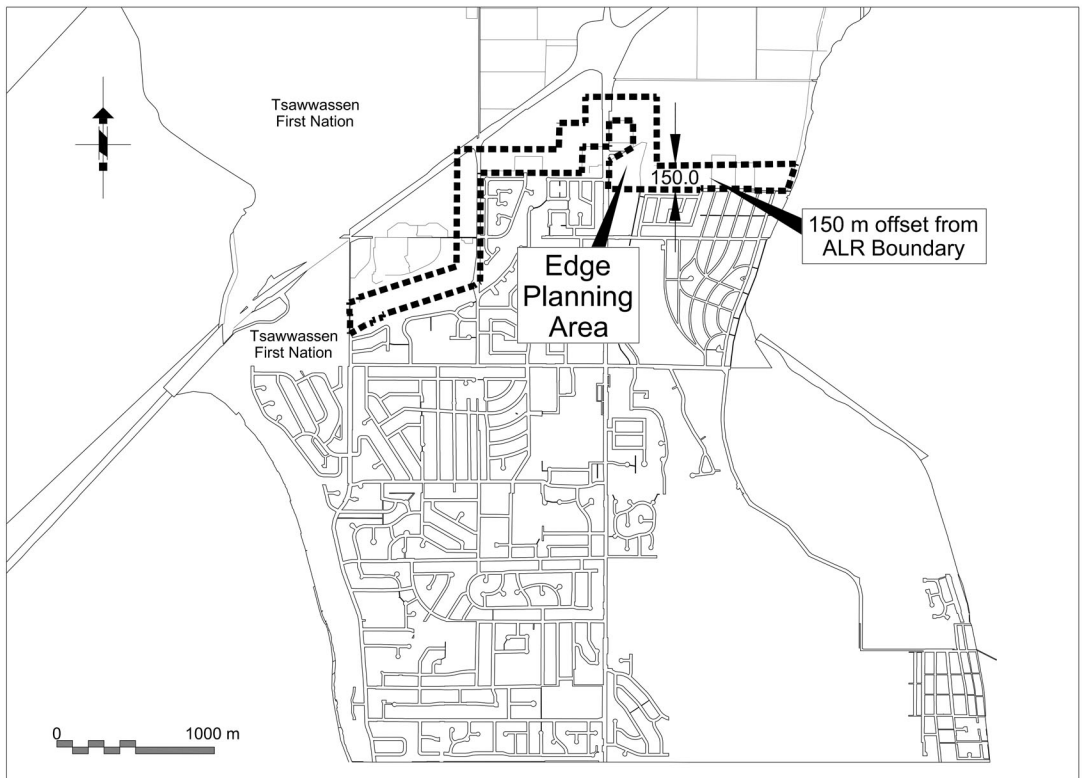 Tsawwassen
First Nation
150.0
150 m offset from
ALR Boundary
Edge
Planning
Area
Tsawwassen
First Nation
0 1000 m